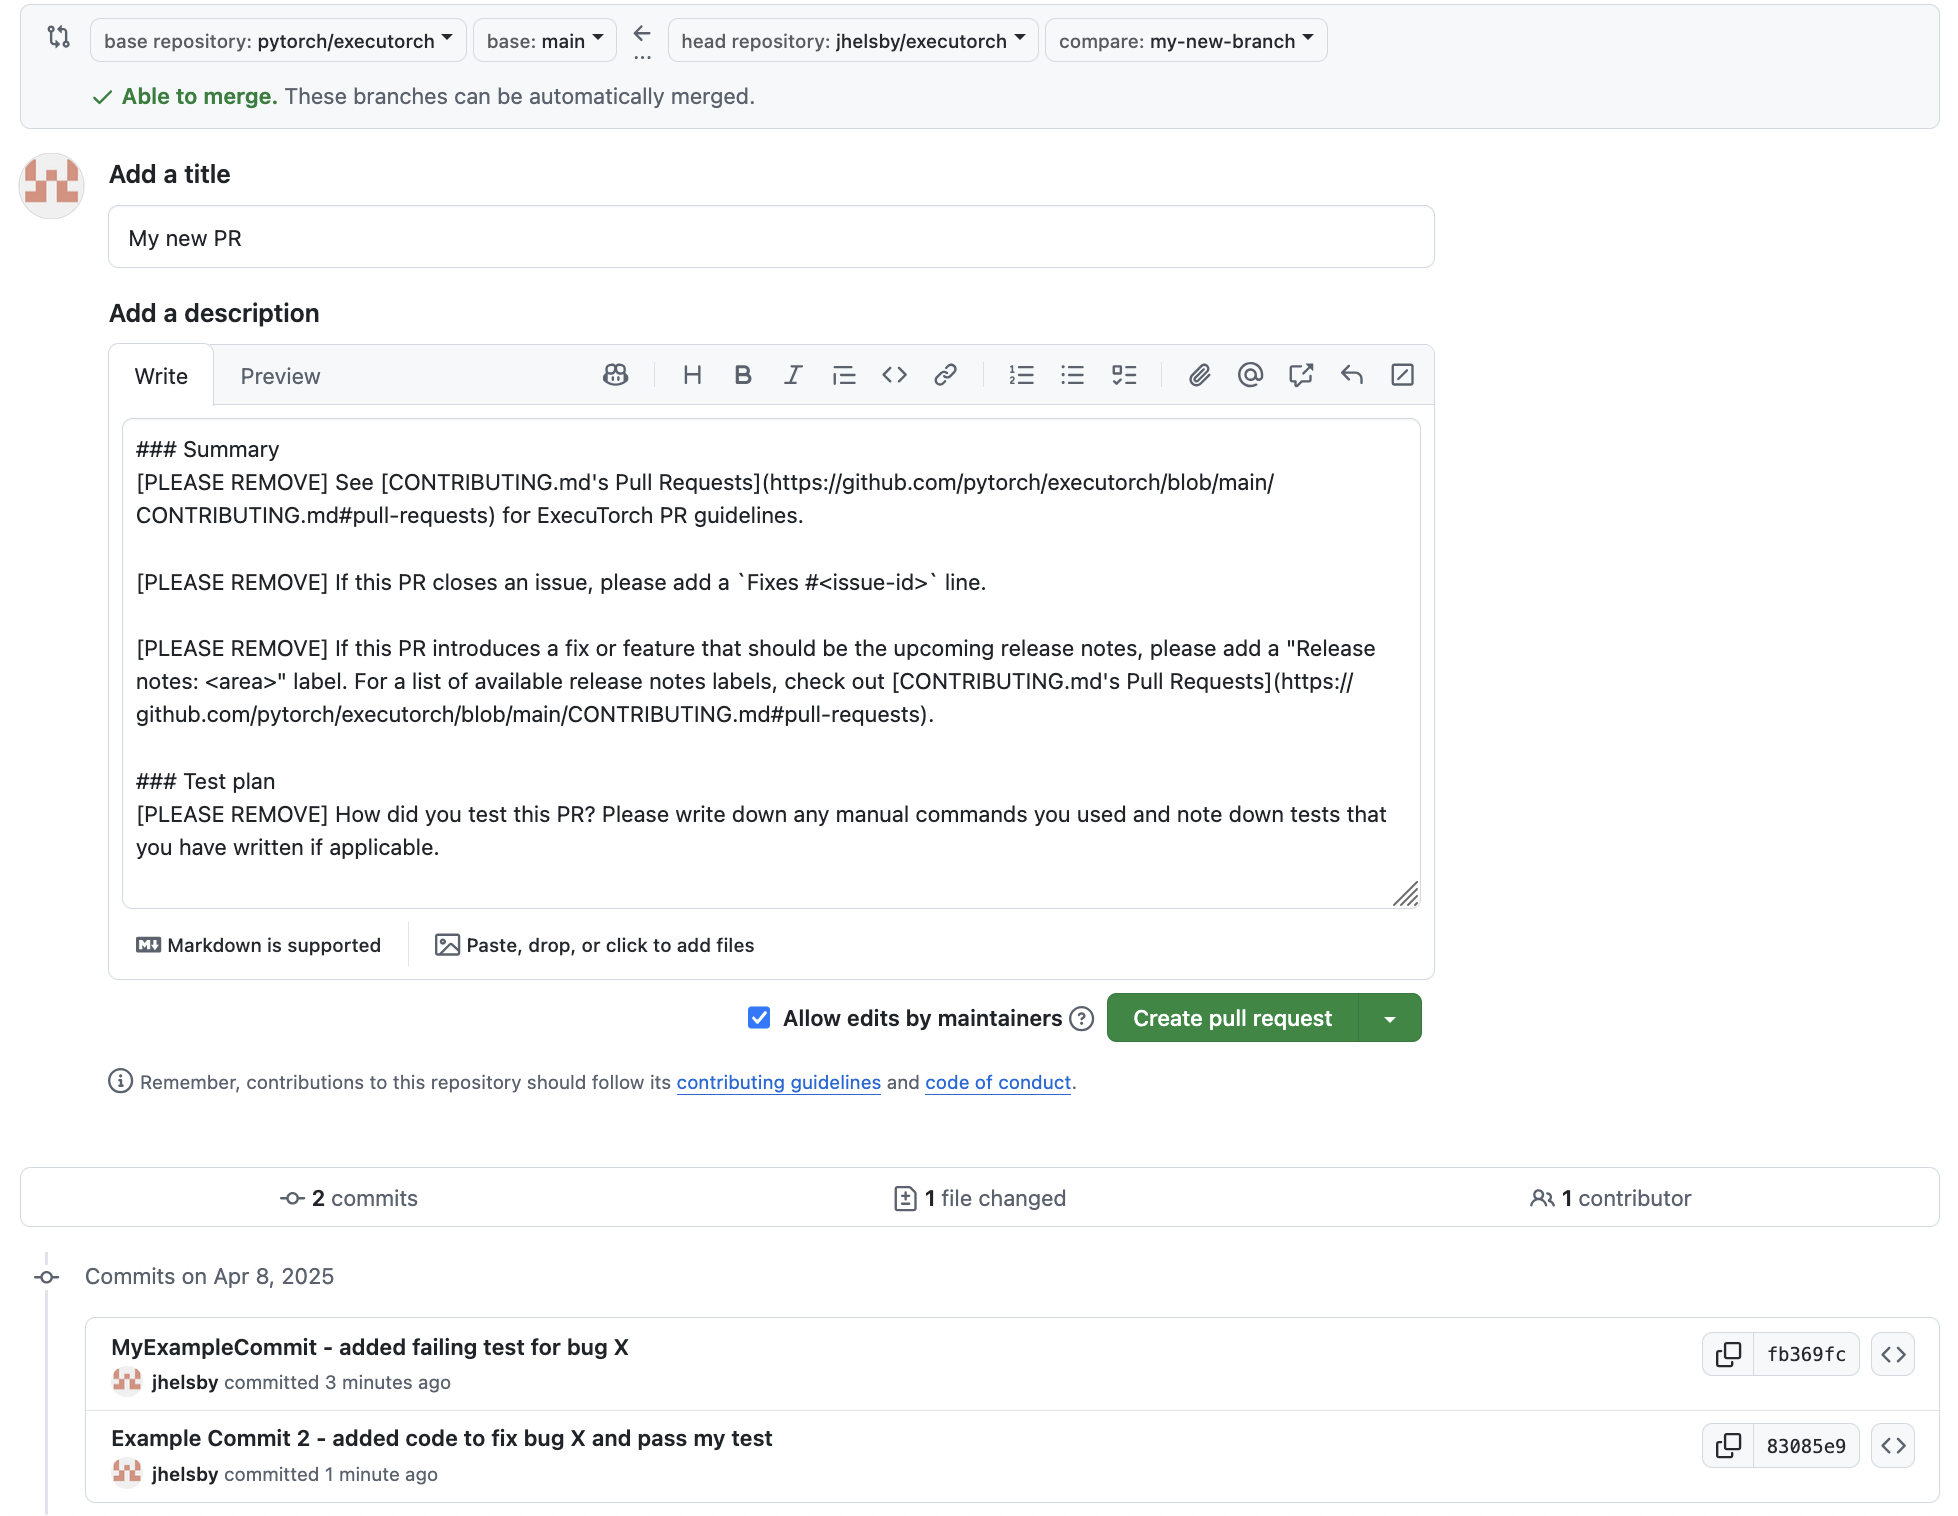 base repository: pytorch/executorch base: main ... head repository: jhelsby/executorch compare: my-new-branch
Able to merge. These branches can be automatically merged.
Add a title
My new PR
Add a description
Write Preview
### Summary
[PLEASE REMOVE] See [CONTRIBUTING.md's Pull Requests](https://github.com/pytorch/executorch/blob/main/
CONTRIBUTING.md#pull-requests) for ExecuTorch PR guidelines.
[PLEASE REMOVE] If this PR closes an issue, please add a `Fixes #<issue-id>` line.
[PLEASE REMOVE] If this PR introduces a fix or feature that should be the upcoming release notes, please add a "Release
notes: <area>" label. For a list of available release notes labels, check out [CONTRIBUTING.md's Pull Requests](https://
github.com/pytorch/executorch/blob/main/CONTRIBUTING.md#pull-requests).
### Test plan
[PLEASE REMOVE] How did you test this PR? Please write down any manual commands you used and note down tests that
you have written if applicable.
Markdown is supported Paste, drop, or click to add files
Allow edits by maintainers Create pull request
Remember, contributions to this repository should follow its contributing guidelines and code of conduct.
2 commits 1 file changed 1 contributor
Commits on Apr 8, 2025
MyExampleCommit - added failing test for bug X
fb369fc
jhelsby committed 3 minutes ago
Example Commit 2 - added code to fix bug X and pass my test
83085e9
jhelsby committed 1 minute ago